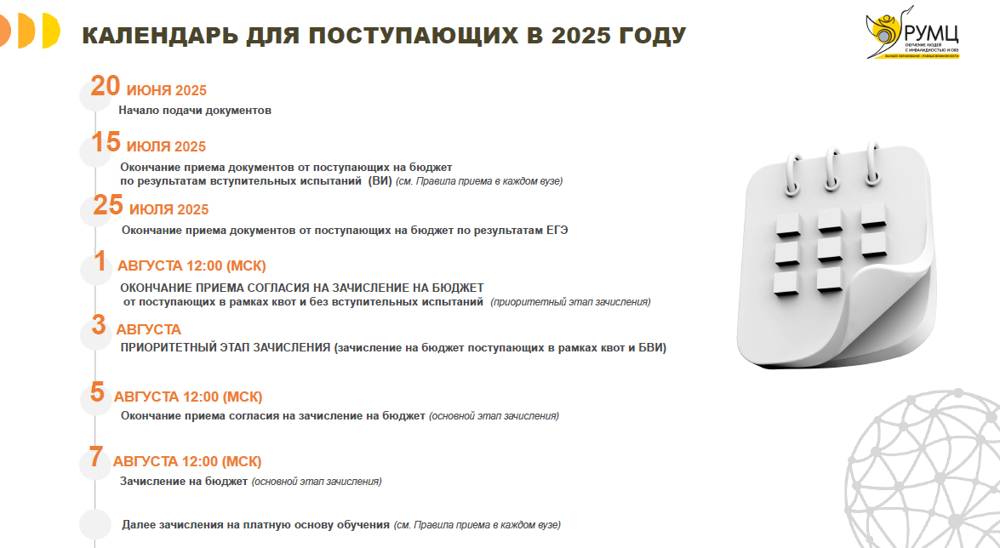 КАЛЕНДАРЬ ДЛЯ ПОСТУПАЮЩИХ В 2025 ГОДУ
РУМЦ
ОБУЧЕНИЕ ЛЮДЕЙ
С ИНВАЛИДНОСТЬЮ И ОВЗ
ВЫСШЕЕ ОБРАЗОВАНИЕ - РАВНЫЕ ВОЗМОЖНОСТИ
20 ИЮНЯ 2025
Начало подачи документов
15 ИЮЛЯ 2025
Окончание приема документов от поступающих на бюджет
по результатам вступительных испытаний (ВИ) (см. Правила приема в каждом вузе)
25 ИЮЛЯ 2025
Окончание приема документов от поступающих на бюджет по результатам ЕГЭ
1 АВГУСТА 12:00 (МСК)
ОКОНЧАНИЕ ПРИЕМА СОГЛАСИЯ НА ЗАЧИСЛЕНИЕ НА БЮДЖЕТ
от поступающих в рамках квот и без вступительных испытаний (приоритетный этап зачисления)
3 АВГУСТА
ПРИОРИТЕТНЫЙ ЭТАП ЗАЧИСЛЕНИЯ (зачисление на бюджет поступающих в рамках квот и БВИ)
5 АВГУСТА 12:00 (МСК)
Окончание приема согласия на зачисление на бюджет (основной этап зачисления)
7 АВГУСТА 12:00 (МСК)
Зачисление на бюджет (основной этап зачисления)
Далее зачисления на платную основу обучения (см. Правила приема в каждом вузе)